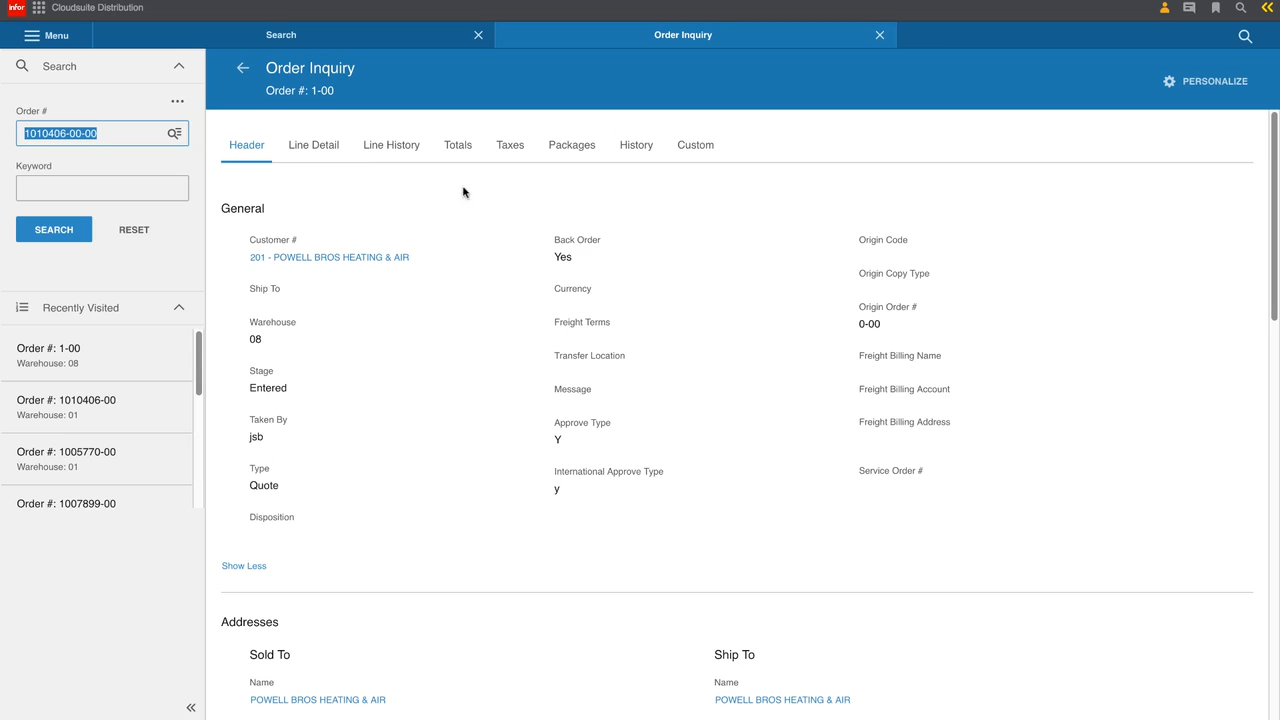 infor Cloudsuite Distribution
Menu
Search
Order Inquiry
Search
Order #
1010406-00-00
Keyword
SEARCH RESET
Recently Visited
Order #: 1-00
Warehouse: 08
Order #: 1010406-00
Warehouse: 01
Order #: 1005770-00
Warehouse: 01
Order #: 1007899-00
Order Inquiry
Order #: 1-00
PERSONALIZE
Header Line Detail Line History Totals Taxes Packages History Custom
General
Customer #
201 - POWELL BROS HEATING & AIR
Ship To
Warehouse
08
Stage
Entered
Taken By
jsb
Type
Quote
Disposition
Back Order
Yes
Currency
Freight Terms
Transfer Location
Message
Approve Type
Y
International Approve Type
y
Origin Code
Origin Copy Type
Origin Order #
0-00
Freight Billing Name
Freight Billing Account
Freight Billing Address
Service Order #
Show Less
Addresses
Sold To
Name
POWELL BROS HEATING & AIR
Ship To
Name
POWELL BROS HEATING & AIR